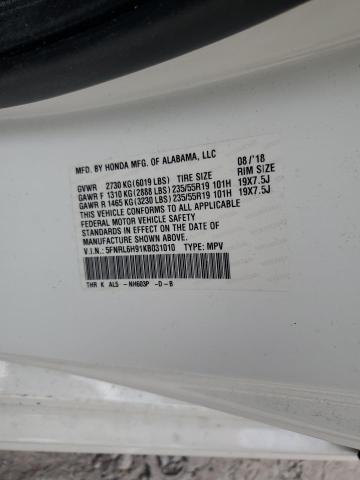 MFD. BY HONDA MFG. OF ALABAMA, LLC 08/'18
GVWR 2730 KG(6019 LBS) TIRE SIZE RIM SIZE
GAWR F 1310 KG(2888 LBS) 235/55R19 101H 19X7.5J
GAWR R 1465 KG(3230 LBS) 235/55R19 101H 19X7.5J
THIS VEHICLE CONFORMS TO ALL APPLICABLE
FEDERAL MOTOR VEHICLE SAFETY
STANDARDS IN EFFECT ON THE DATE OF
MANUFACTURE SHOWN ABOVE.
V.I.N.: 5FNRL6H91KB031010 TYPE: MPV
THR K ALS -NH603P -D-B